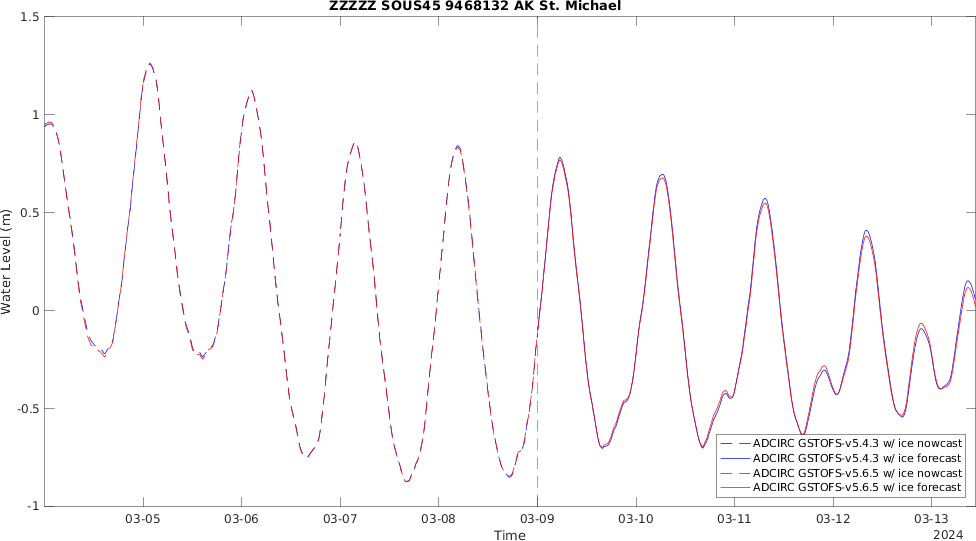 ZZZZZ SOUS45 9468132 AK St. Michael
1.5
1
0.5
0
-0.5
-1
Water Level (m)
03-05 03-06 03-07 03-08 03-09 03-10 03-11 03-12 03-13
Time
2024
ADCIRC GSTOFS-v5.4.3 w/ ice nowcast
ADCIRC GSTOFS-v5.4.3 w/ ice forecast
ADCIRC GSTOFS-v5.6.5 w/ ice nowcast
ADCIRC GSTOFS-v5.6.5 w/ ice forecast